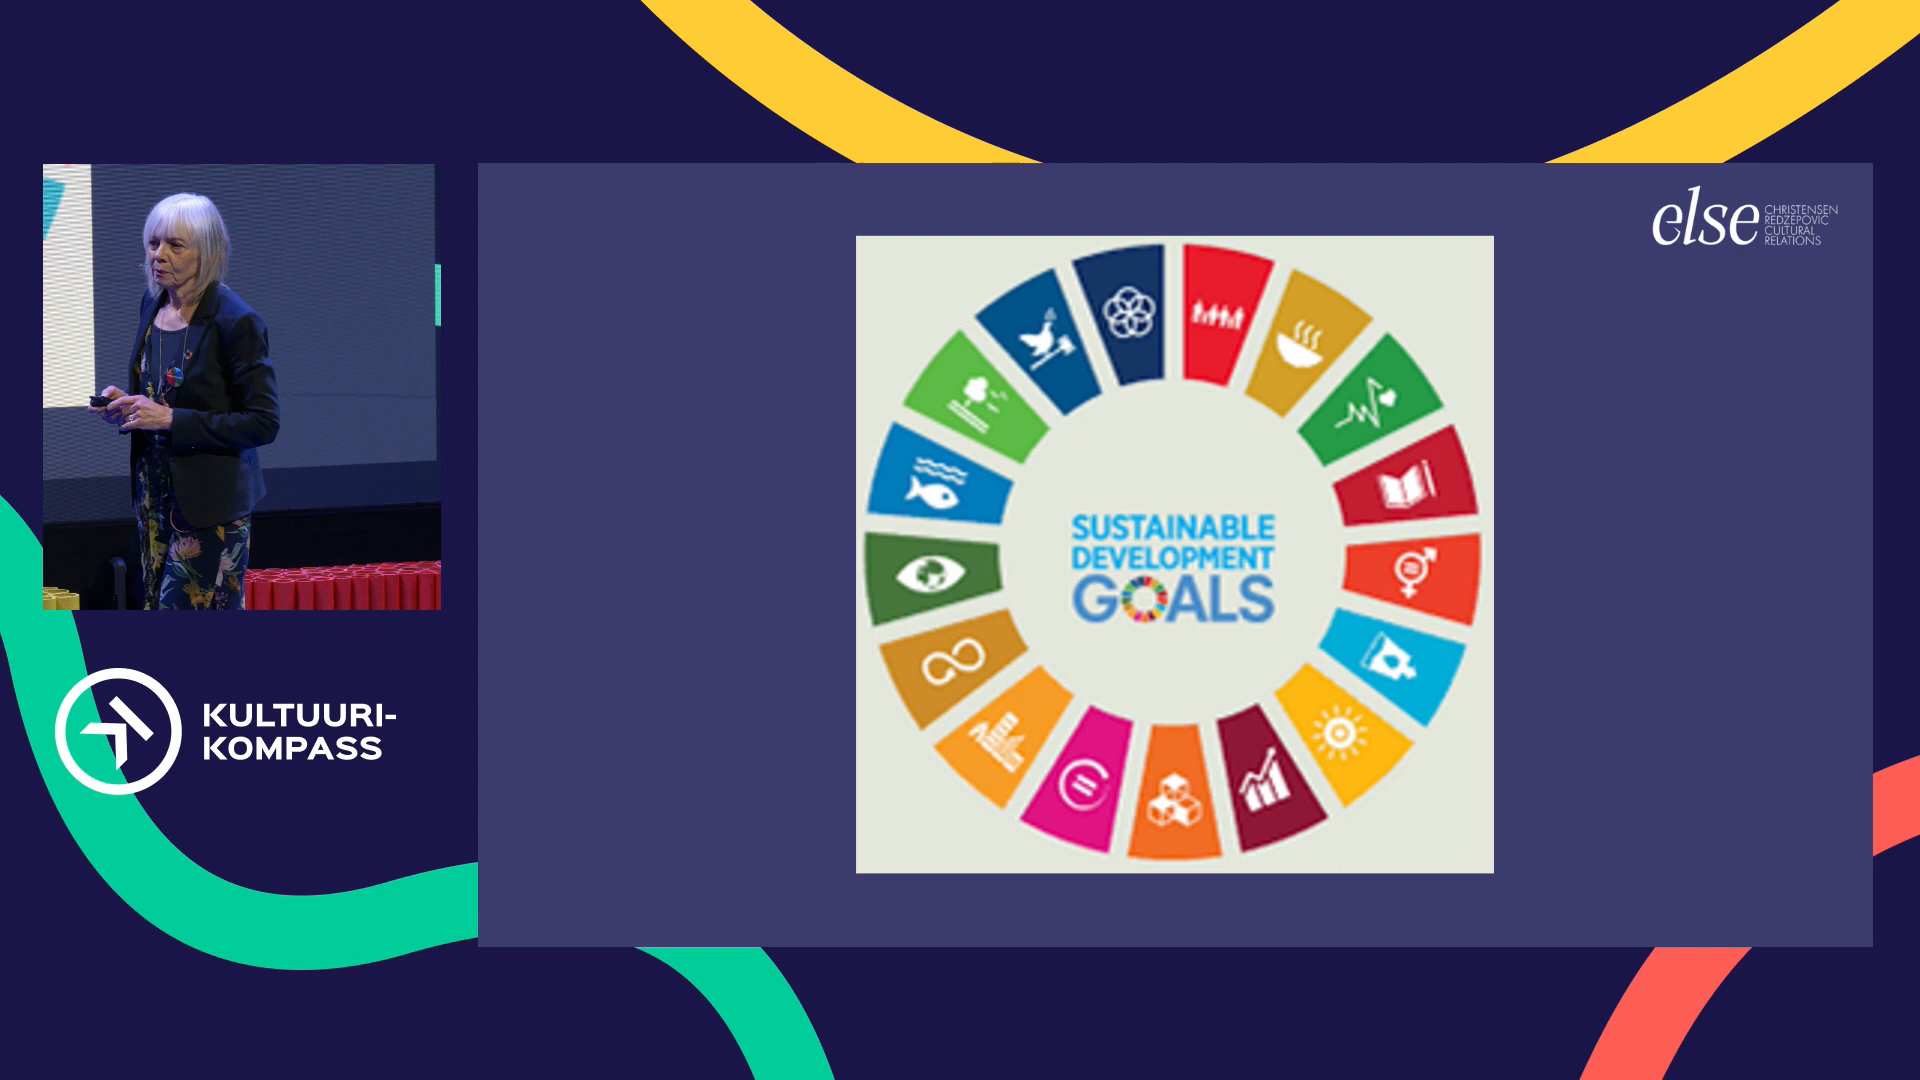 else
CHRISTENSEN
REDZEPOVIC
CULTURAL
RELATIONS
SUSTAINABLE
DEVELOPMENT
GOALS
KULTUURI-
KOMPASS